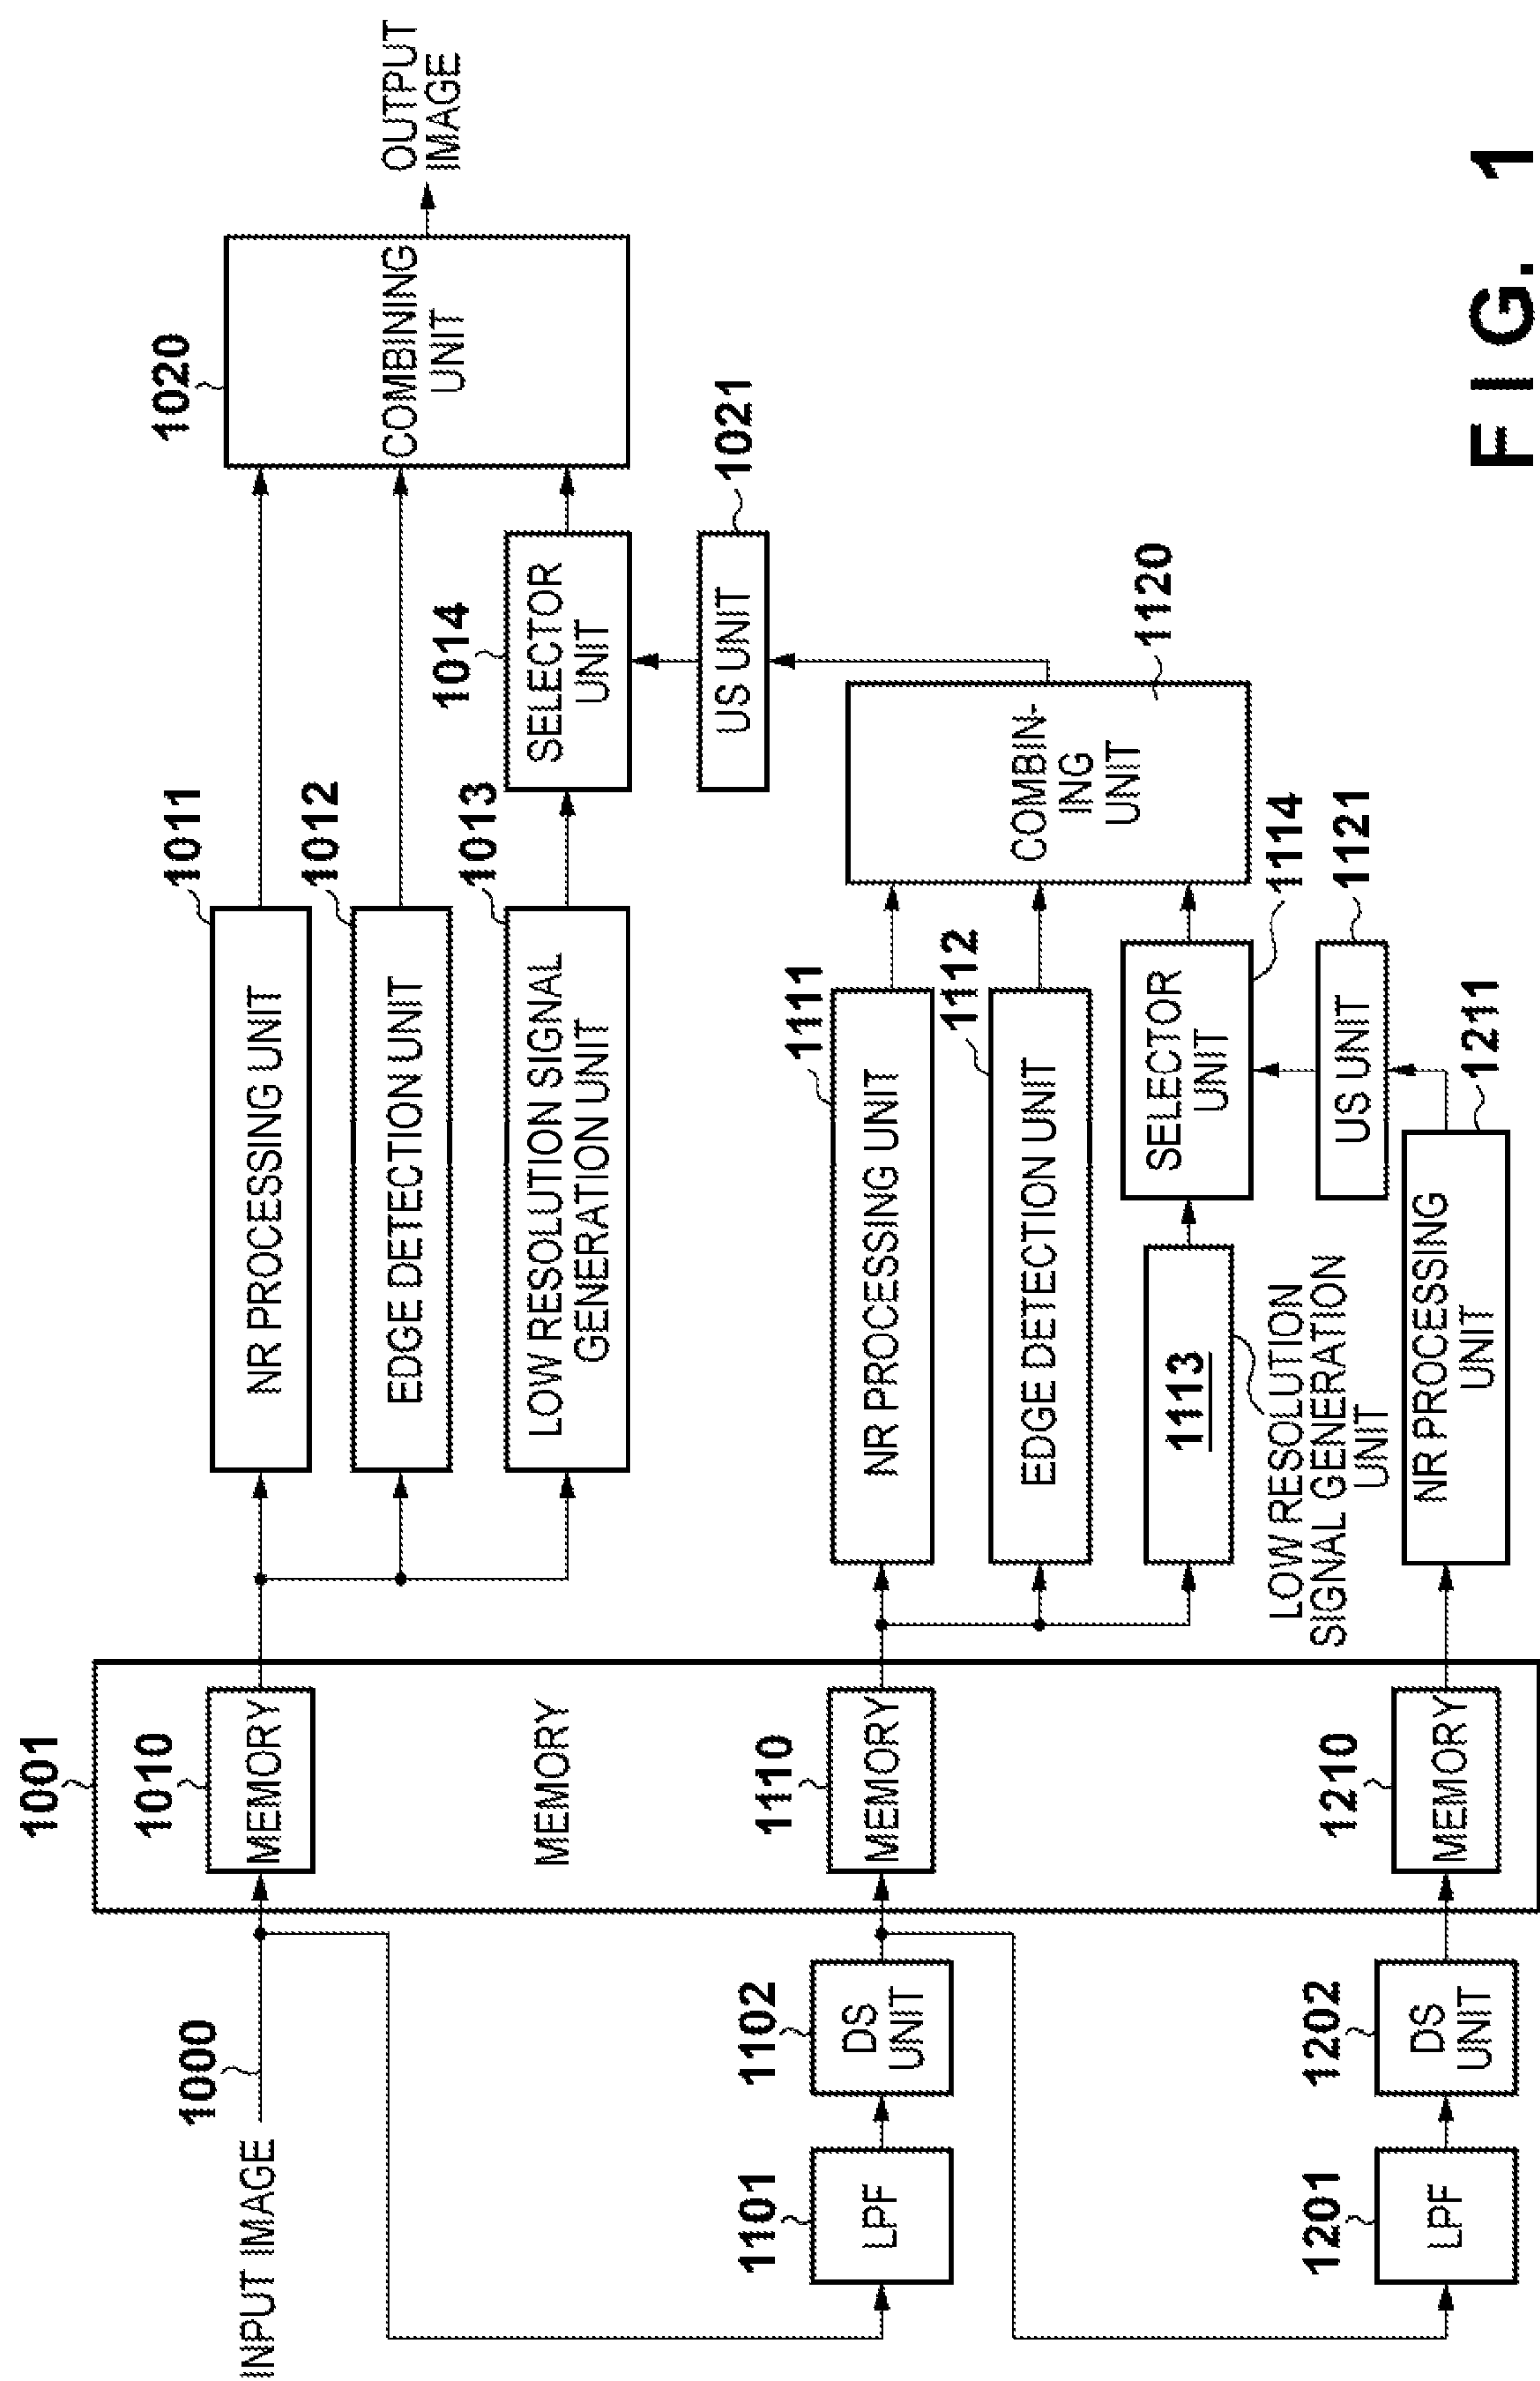 1001
1020
1010
1011
1000
1012
INPUT IMAGE
MEMORY
NR PROCESSING UNIT
EDGE DETECTION UNIT
COMBINING
UNIT
OUTPUT
IMAGE
1013
1014
LOW RESOLUTION SIGNAL
GENERATION UNIT
SELECTOR
UNIT
MEMORY
1021
US UNIT
1101
1102
1110
1111
LPF
DS
UNIT
MEMORY
NR PROCESSING UNIT
1112
EDGE DETECTION UNIT
COMBIN-
ING
UNIT
1120
1113
SELECTOR
UNIT
1114
LOW RESOLUTION
SIGNAL GENERATION
UNIT
US UNIT
1121
1201
1202
1210
LPF
DS
UNIT
MEMORY
NR PROCESSING
UNIT
1211
FIG. 1